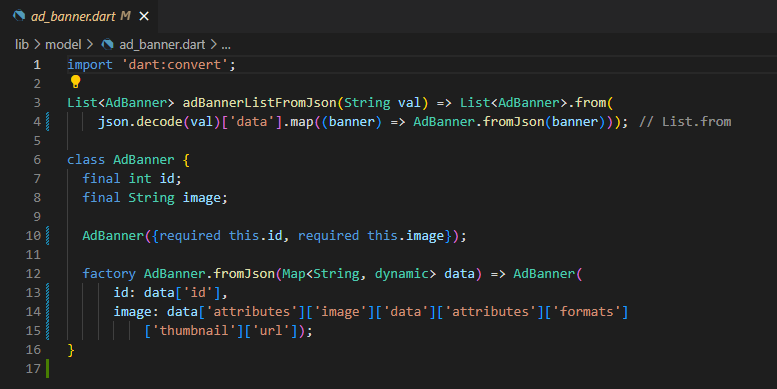 ad_banner.dart M
lib > model > ad_banner.dart > ...
1 import 'dart:convert';
2
3 List<AdBanner> adBannerListFromJson(String val) => List<AdBanner>.from(
4     json.decode(val)['data'].map((banner) => AdBanner.fromJson(banner))); // List.from
5
6 class AdBanner {
7   final int id;
8   final String image;
9
10   AdBanner({required this.id, required this.image});
11
12   factory AdBanner.fromJson(Map<String, dynamic> data) => AdBanner(
13       id: data['id'],
14       image: data['attributes']['image']['data']['attributes']['formats']
15           ['thumbnail']['url']);
16 }
17